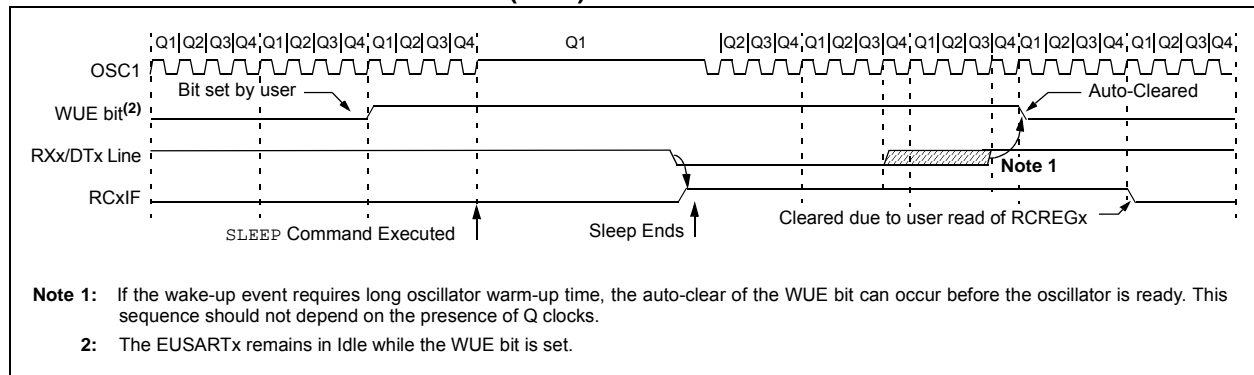 Q1 Q2 Q3 Q4 Q1 Q2 Q3 Q4 Q1 Q2 Q3 Q4 Q1 Q2 Q3 Q4 Q1 Q2 Q3 Q4 Q1 Q2 Q3 Q4 Q1 Q2 Q3 Q4 Q1 Q2 Q3 Q4
OSC1
Bit set by user
Auto-Cleared
WUE bit(2)
RXx/DTx Line
Note 1
RCxIF
Cleared due to user read of RCREGx
SLEEP Command Executed
Sleep Ends
Note 1: If the wake-up event requires long oscillator warm-up time, the auto-clear of the WUE bit can occur before the oscillator is ready. This
sequence should not depend on the presence of Q clocks.
2: The EUSARTx remains in Idle while the WUE bit is set.